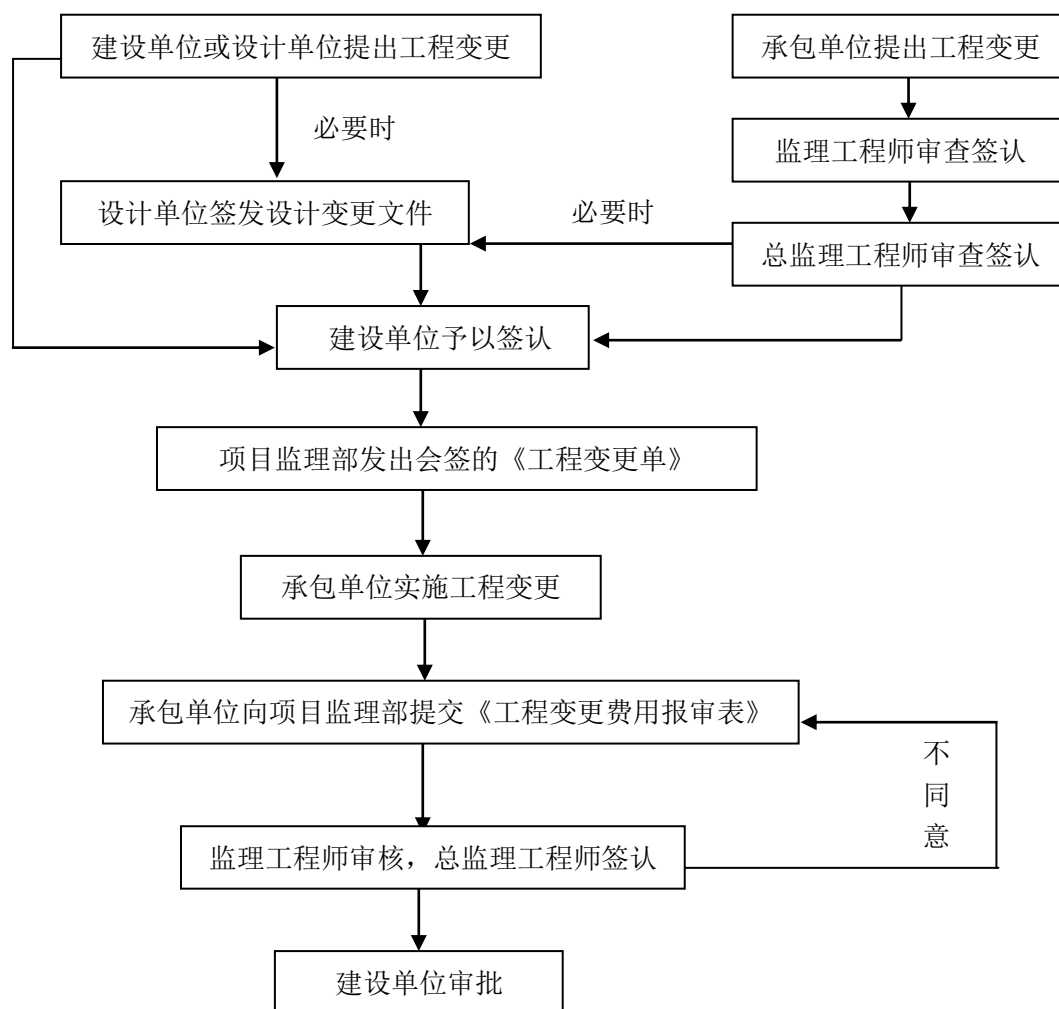 建设单位或设计单位提出工程变更
承包单位提出工程变更
必要时
监理工程师审查签认
设计单位签发设计变更文件
必要时
总监理工程师审查签认
建设单位予以签认
项目监理部发出会签的《工程变更单》
承包单位实施工程变更
承包单位向项目监理部提交《工程变更费用报审表》
不
同
意
监理工程师审核，总监理工程师签认
建设单位审批